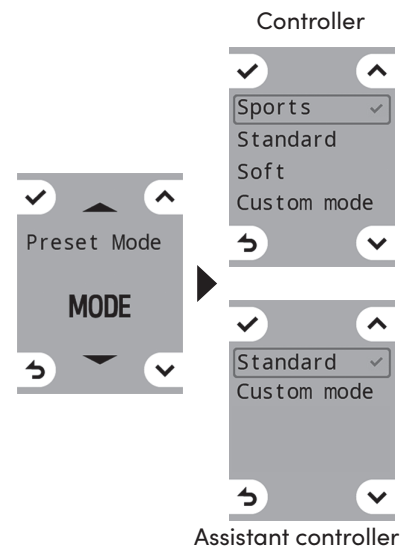 Controller
Sports
Standard
Soft
Custom mode
Preset Mode
MODE
Standard
Custom mode
Assistant controller